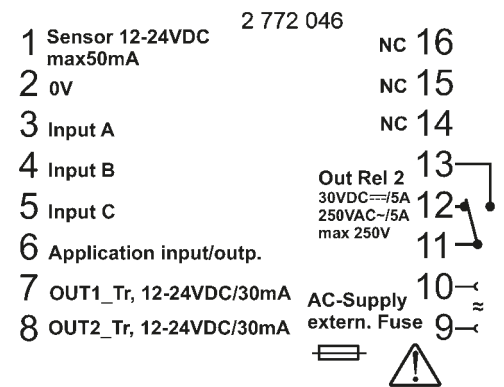 2 772 046
1 Sensor 12-24VDC
max50mA
2 0V
3 Input A
4 Input B
5 Input C
6 Application input/outp.
7 OUT1_Tr, 12-24VDC/30mA
8 OUT2_Tr, 12-24VDC/30mA
NC 16
NC 15
NC 14
13
Out Rel 2
30VDC⎓/5A
250VAC~/5A
max 250V
12
11
AC-Supply
extern. Fuse
10
≈
9